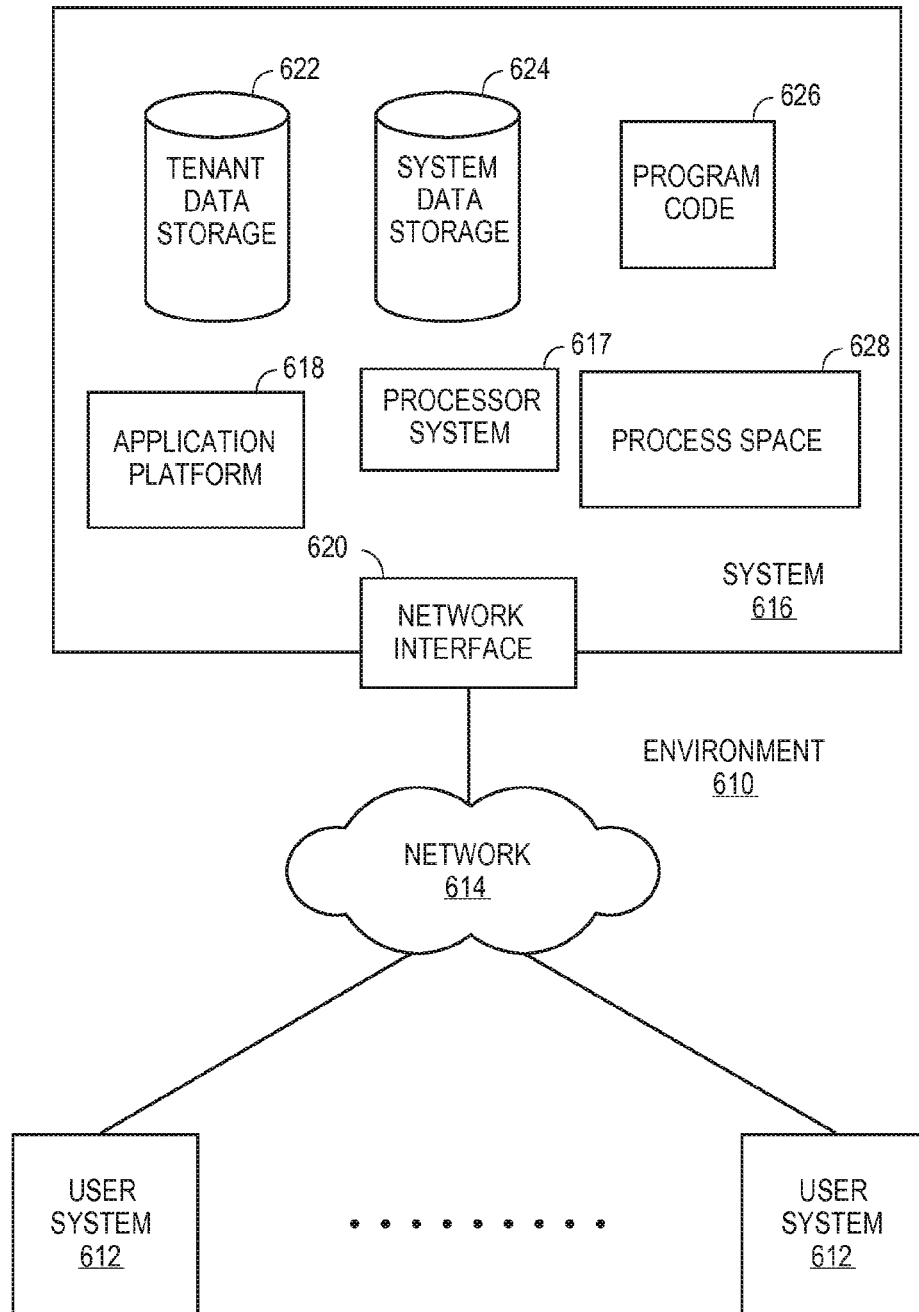 622
624
626
TENANT
DATA
STORAGE
SYSTEM
DATA
STORAGE
PROGRAM
CODE
618
617
628
APPLICATION
PLATFORM
PROCESSOR
SYSTEM
PROCESS SPACE
620
NETWORK
INTERFACE
SYSTEM
616
ENVIRONMENT
610
NETWORK
614
USER
SYSTEM
612
USER
SYSTEM
612